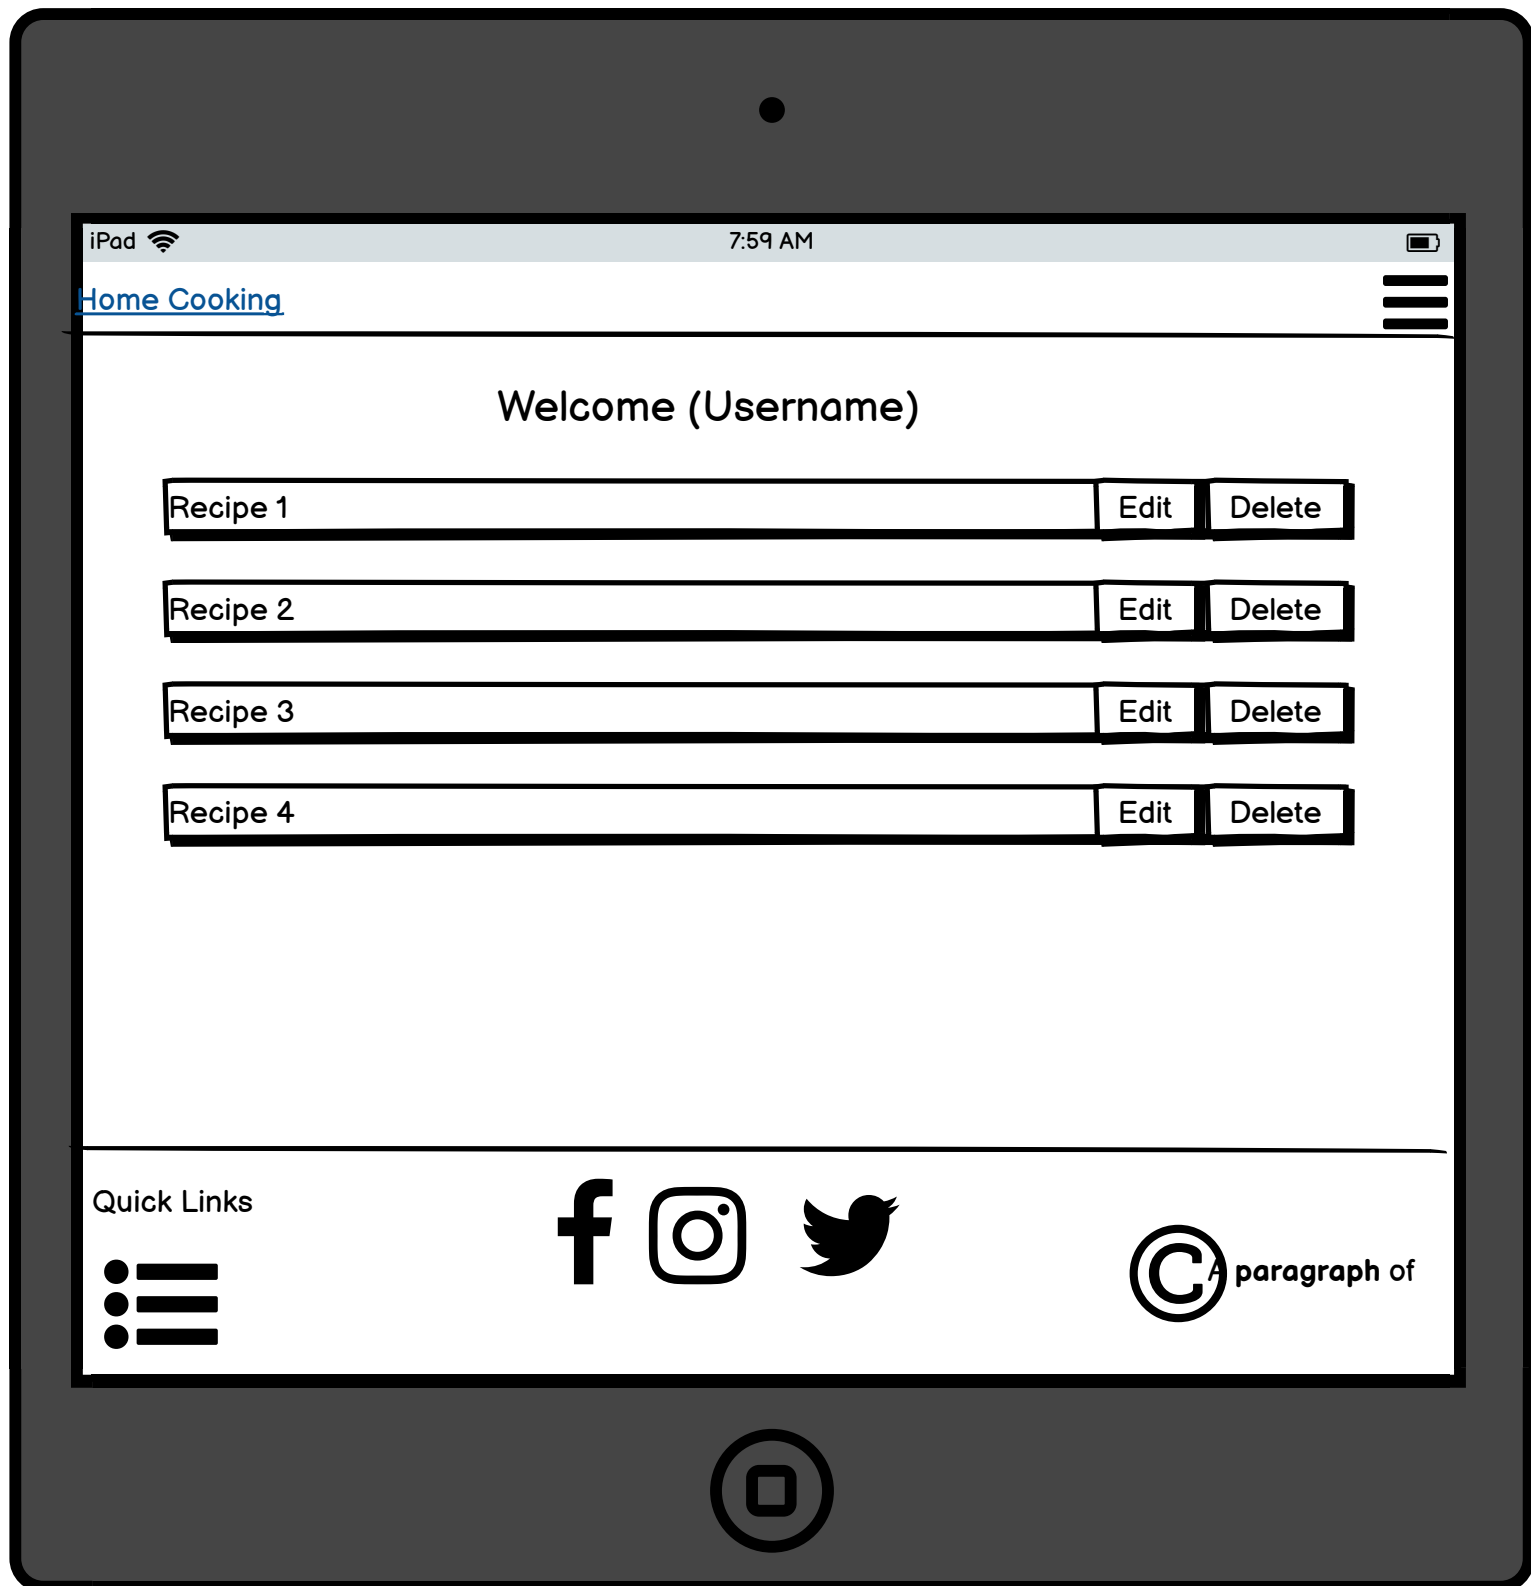 iPad 7:59 AM
Home Cooking
Welcome (Username)
Recipe 1 Edit Delete
Recipe 2 Edit Delete
Recipe 3 Edit Delete
Recipe 4 Edit Delete
Quick Links
© A paragraph of